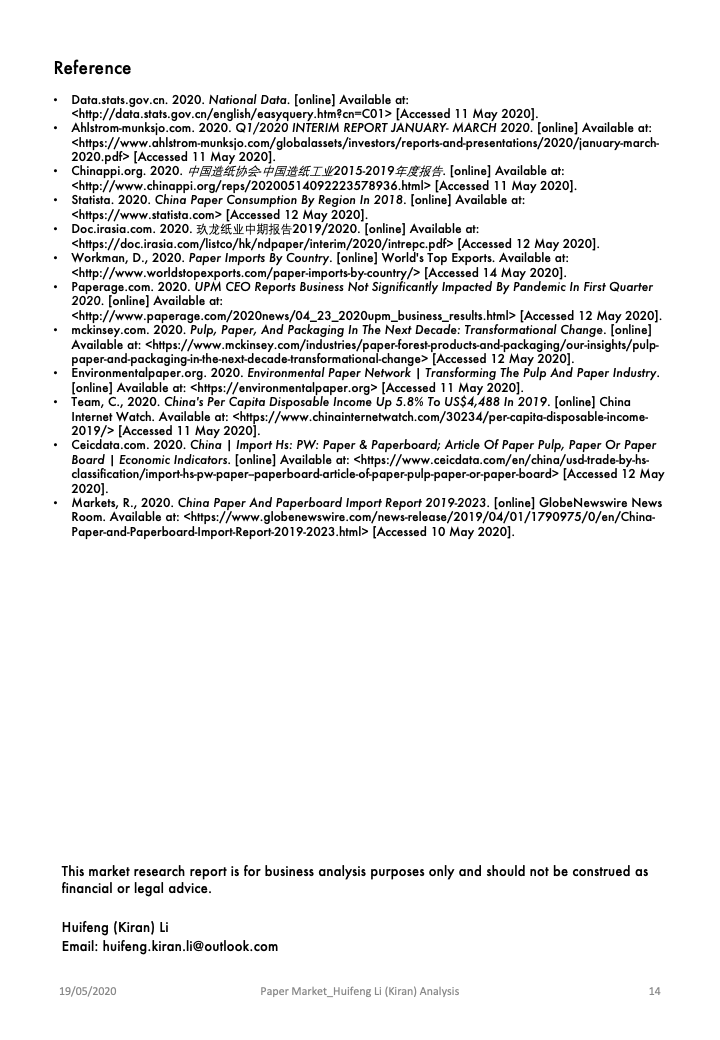 Reference
• Data.stats.gov.cn. 2020. National Data. [online] Available at:
<http://data.stats.gov.cn/english/easyquery.htm?cn=C01> [Accessed 11 May 2020].
• Ahlstrom-munksjo.com. 2020. Q1/2020 INTERIM REPORT JANUARY- MARCH 2020. [online] Available at:
<https://www.ahlstrom-munksjo.com/globalassets/investors/reports-and-presentations/2020/january-march-
2020.pdf> [Accessed 11 May 2020].
• Chinappi.org. 2020. 中国造纸协会-中国造纸工业2015-2019年度报告. [online] Available at:
<http://www.chinappi.org/reps/20200514092223578936.html> [Accessed 11 May 2020].
• Statista. 2020. China Paper Consumption By Region In 2018. [online] Available at:
<https://www.statista.com> [Accessed 12 May 2020].
• Doc.irasia.com. 2020. 玖龙纸业中期报告2019/2020. [online] Available at:
<https://doc.irasia.com/listco/hk/ndpaper/interim/2020/intrepc.pdf> [Accessed 12 May 2020].
• Workman, D., 2020. Paper Imports By Country. [online] World's Top Exports. Available at:
<http://www.worldstopexports.com/paper-imports-by-country/> [Accessed 14 May 2020].
• Paperage.com. 2020. UPM CEO Reports Business Not Significantly Impacted By Pandemic In First Quarter
2020. [online] Available at:
<http://www.paperage.com/2020news/04_23_2020upm_business_results.html> [Accessed 12 May 2020].
• mckinsey.com. 2020. Pulp, Paper, And Packaging In The Next Decade: Transformational Change. [online]
Available at: <https://www.mckinsey.com/industries/paper-forest-products-and-packaging/our-insights/pulp-
paper-and-packaging-in-the-next-decade-transformational-change> [Accessed 12 May 2020].
• Environmentalpaper.org. 2020. Environmental Paper Network | Transforming The Pulp And Paper Industry.
[online] Available at: <https://environmentalpaper.org> [Accessed 11 May 2020].
• Team, C., 2020. China's Per Capita Disposable Income Up 5.8% To US$4,488 In 2019. [online] China
Internet Watch. Available at: <https://www.chinainternetwatch.com/30234/per-capita-disposable-income-
2019/> [Accessed 11 May 2020].
• Ceicdata.com. 2020. China | Import Hs: PW: Paper & Paperboard; Article Of Paper Pulp, Paper Or Paper
Board | Economic Indicators. [online] Available at: <https://www.ceicdata.com/en/china/usd-trade-by-hs-
classification/import-hs-pw-paper–paperboard-article-of-paper-pulp-paper-or-paper-board> [Accessed 12 May
2020].
• Markets, R., 2020. China Paper And Paperboard Import Report 2019-2023. [online] GlobeNewswire News
Room. Available at: <https://www.globenewswire.com/news-release/2019/04/01/1790975/0/en/China-
Paper-and-Paperboard-Import-Report-2019-2023.html> [Accessed 10 May 2020].
This market research report is for business analysis purposes only and should not be construed as
financial or legal advice.
Huifeng (Kiran) Li
Email: huifeng.kiran.li@outlook.com
19/05/2020 Paper Market_Huifeng Li (Kiran) Analysis 14